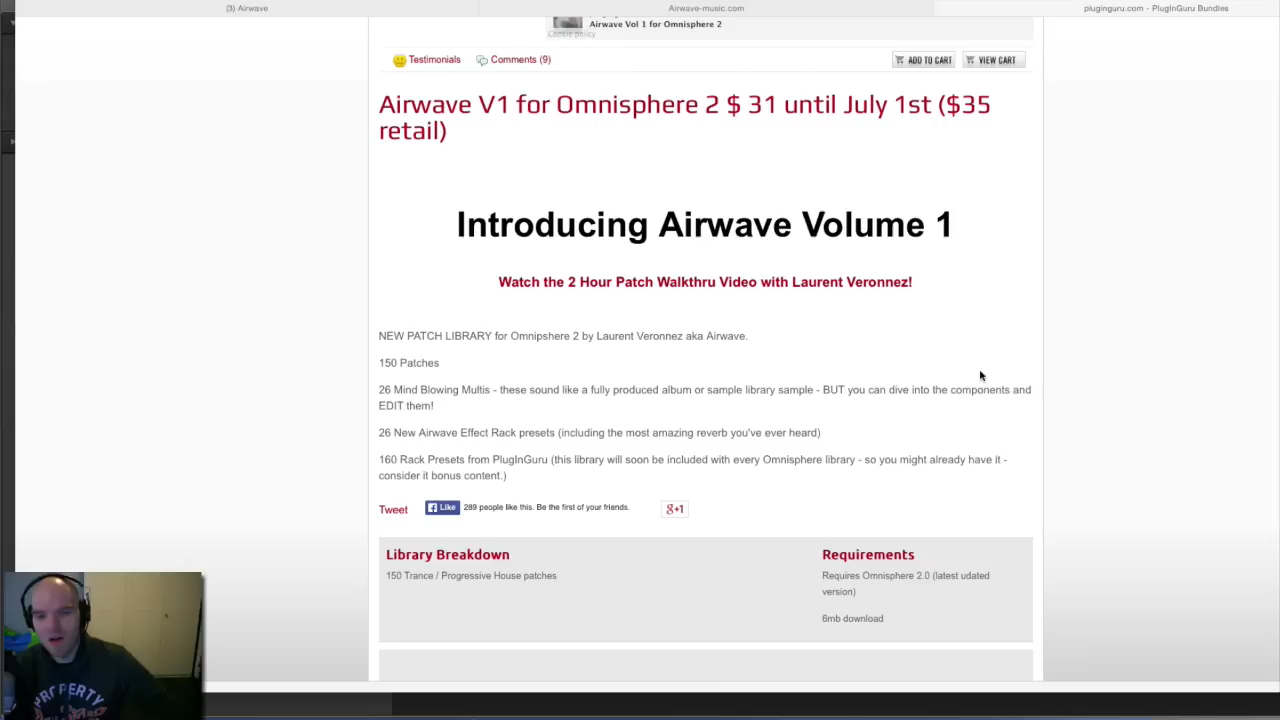 (3) Airwave
Airwave-music.com
pluginguru.com - PlugInGuru Bundles
Airwave Vol 1 for Omnisphere 2
Cookie policy
Testimonials
Comments (9)
ADD TO CART
VIEW CART
Airwave V1 for Omnisphere 2 $ 31 until July 1st ($35
retail)
Introducing Airwave Volume 1
Watch the 2 Hour Patch Walkthru Video with Laurent Veronnez!
NEW PATCH LIBRARY for Omnipshere 2 by Laurent Veronnez aka Airwave.
150 Patches
26 Mind Blowing Multis - these sound like a fully produced album or sample library sample - BUT you can dive into the components and
EDIT them!
26 New Airwave Effect Rack presets (including the most amazing reverb you've ever heard)
160 Rack Presets from PlugInGuru (this library will soon be included with every Omnisphere library - so you might already have it -
consider it bonus content.)
Tweet
Like
289 people like this. Be the first of your friends.
g+1
Library Breakdown
150 Trance / Progressive House patches
Requirements
Requires Omnisphere 2.0 (latest udated
version)
6mb download
PROPERTY